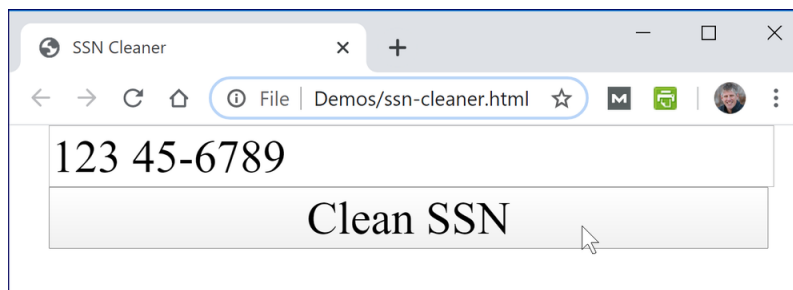 SSN Cleaner
File Demos/ssn-cleaner.html
M
123 45-6789
Clean SSN